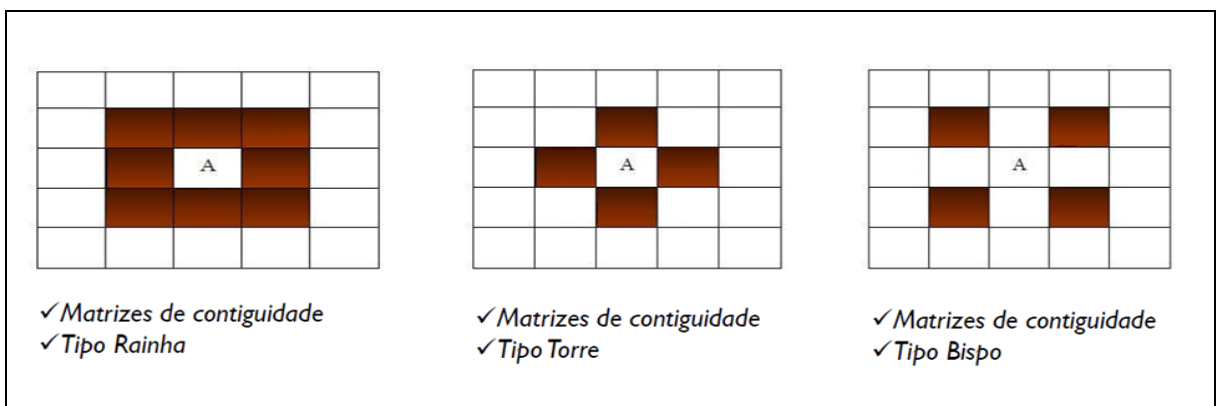 A
A
A
✓Matrizes de contiguidade
✓Tipo Rainha
✓Matrizes de contiguidade
✓Tipo Torre
✓Matrizes de contiguidade
✓Tipo Bispo